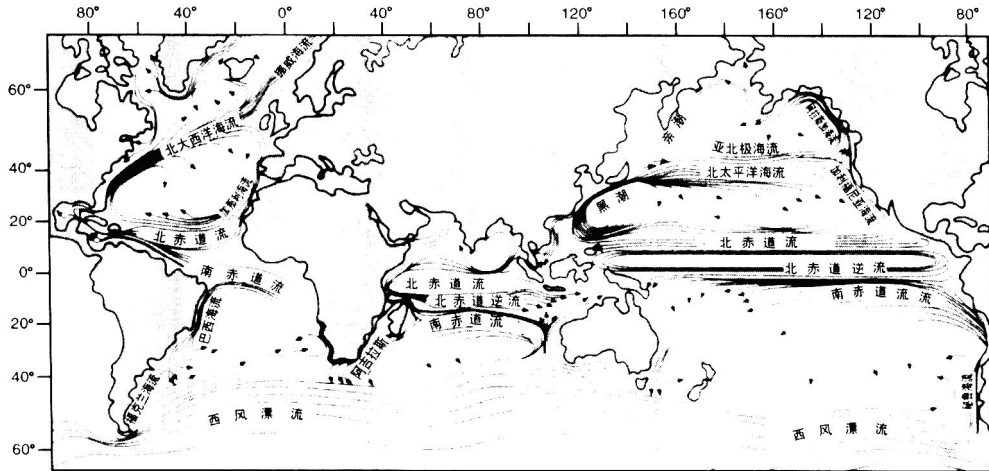 80° 40° 0° 40 80° 120° 160° 160° 120° 80°
60°
40°
20°
0°
20°
40°
60°
挪威海流
北大西洋海流
北赤道流
南赤道流
巴西海流
福克兰海流
西风漂流
阿古拉斯
北赤道流
北赤道逆流
南赤道流
亲潮
黑潮
亚北极海流
北太平洋海流
阿拉斯加海流
加利福尼亚海流
北赤道流
北赤道逆流
南赤道流流
秘鲁海流
西风漂流